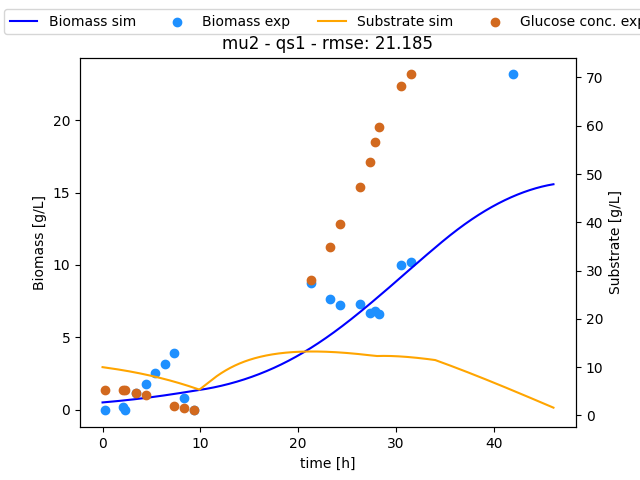 Biomass sim Biomass exp Substrate sim Glucose conc. exp
mu2 - qs1 - rmse: 21.185
Biomass [g/L]
20
15
10
5
0
70
60
50
40
30
20
10
0
Substrate [g/L]
0 10 20 30 40
time [h]